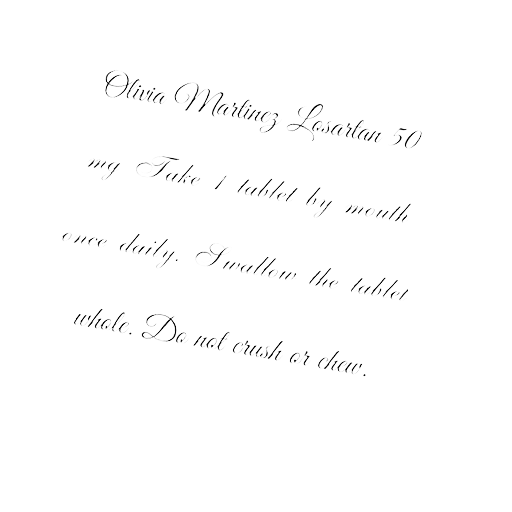 Olivia Martinez Losartan 50
mg Take 1 tablet by mouth
once daily. Swallow the tablet
whole. Do not crush or chew.